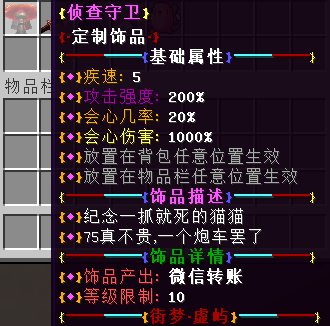 侦查守卫
定制饰品
基础属性
疾速: 5
攻击强度: 200%
会心几率: 20%
会心伤害: 1000%
放置在背包任意位置生效
物品栏
放置在物品栏任意位置生效
饰品描述
纪念一抓就死的猫猫
75真不贵,一个炮车罢了
饰品详情
饰品产出: 微信转账
等级限制: 10
街梦·虚屿